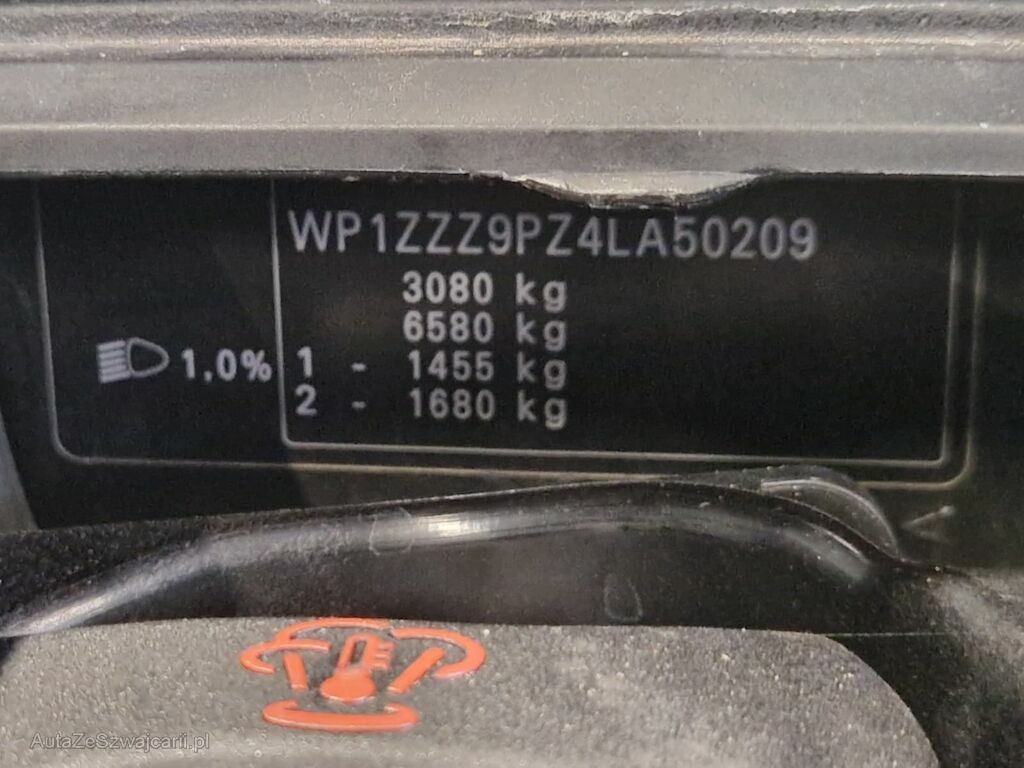 WP1ZZZ9PZ4LA50209
3080 kg
6580 kg
1.0% 1 - 1455 kg
2 - 1680 kg
AutaZeSzwajcarii.pl